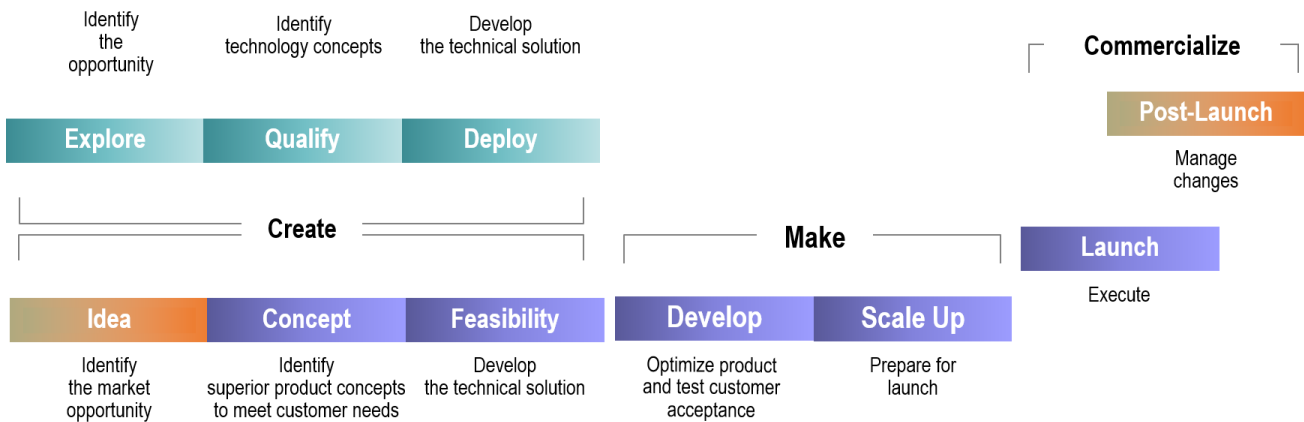 Identify
the
opportunity
Identify
technology concepts
Develop
the technical solution
Commercialize
Explore
Qualify
Deploy
Post-Launch
Manage
changes
Create
Make
Launch
Execute
Idea
Concept
Feasibility
Develop
Scale Up
Identify
the market
opportunity
Identify
superior product concepts
to meet customer needs
Develop
the technical solution
Optimize product
and test customer
acceptance
Prepare for
launch